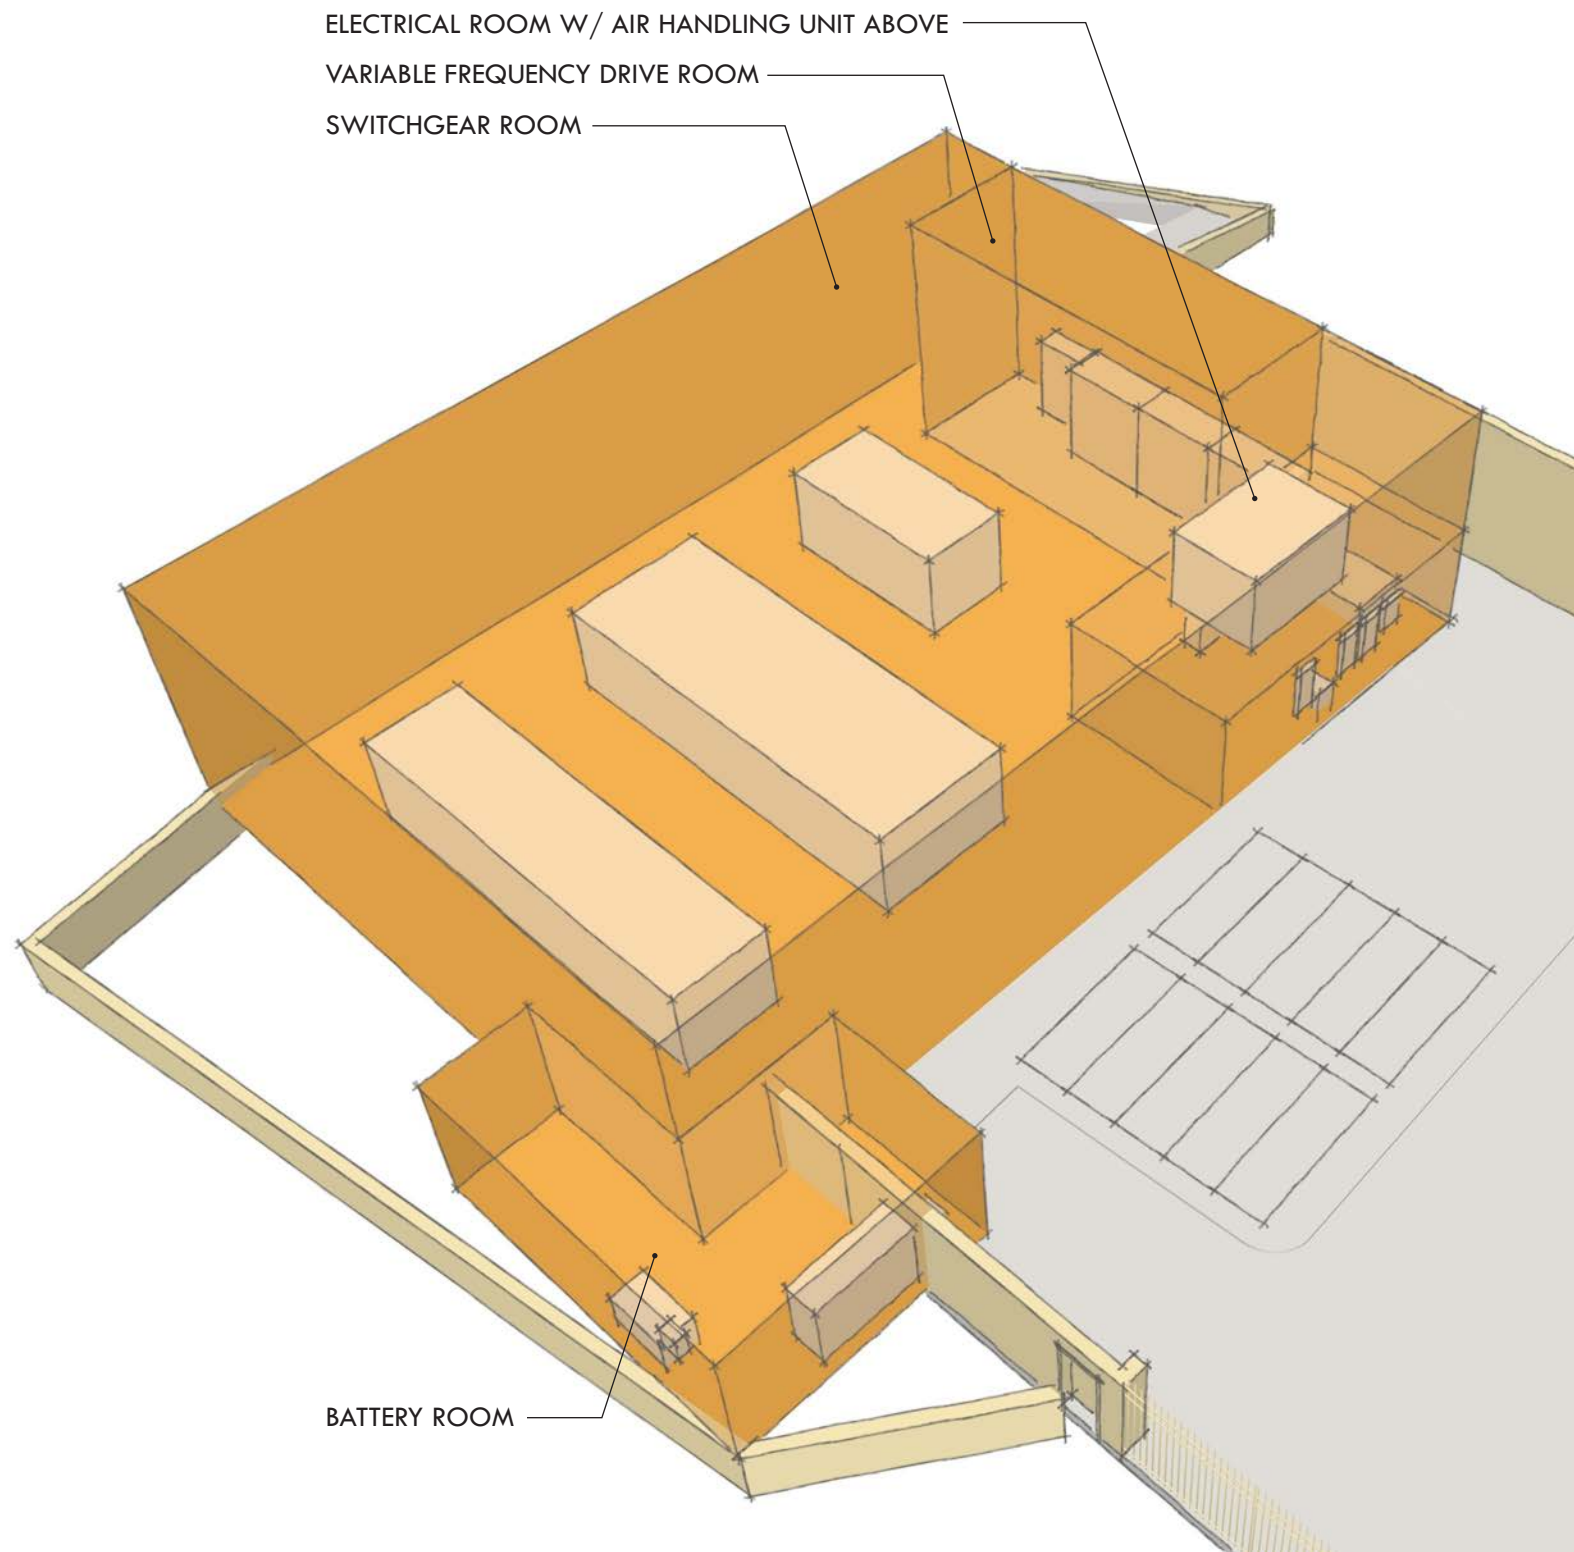 ELECTRICAL ROOM W/ AIR HANDLING UNIT ABOVE
VARIABLE FREQUENCY DRIVE ROOM
SWITCHGEAR ROOM
BATTERY ROOM